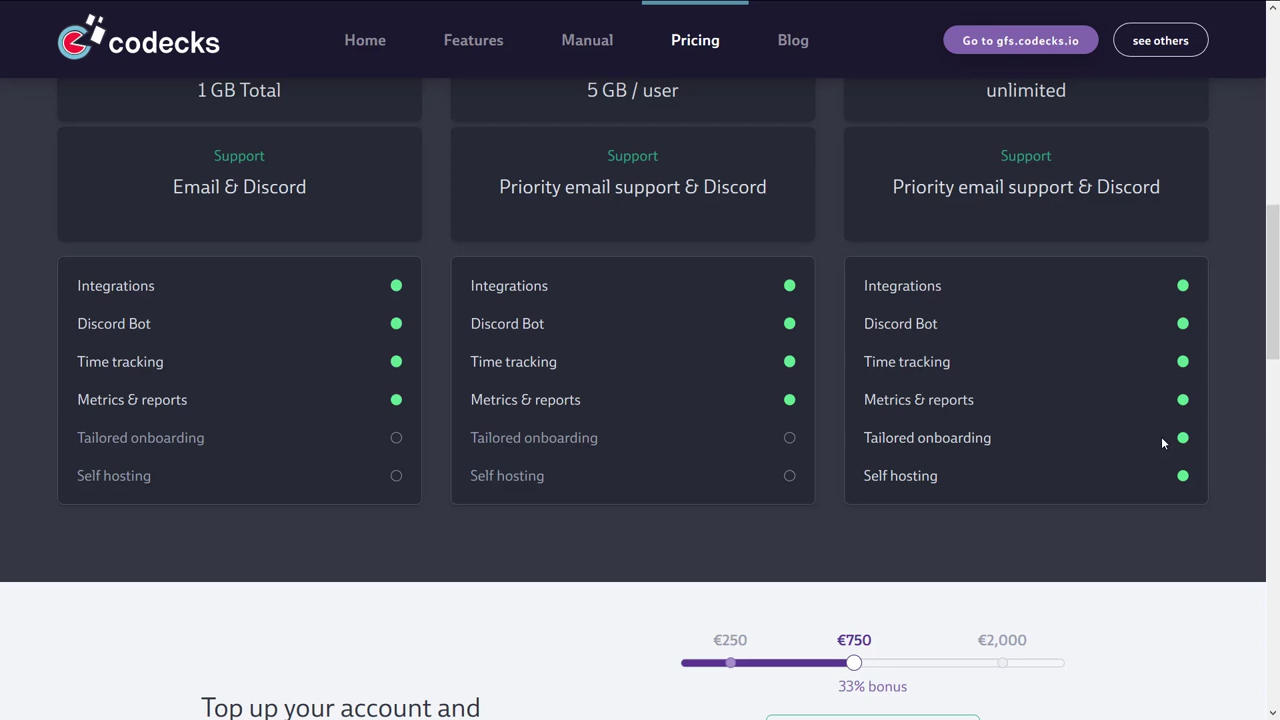 codecks
Home
Features
Manual
Pricing
Blog
Go to gfs.codecks.io
see others
1 GB Total
5 GB / user
unlimited
Support
Email & Discord
Support
Priority email support & Discord
Support
Priority email support & Discord
Integrations
Discord Bot
Time tracking
Metrics & reports
Tailored onboarding
Self hosting
Integrations
Discord Bot
Time tracking
Metrics & reports
Tailored onboarding
Self hosting
Integrations
Discord Bot
Time tracking
Metrics & reports
Tailored onboarding
Self hosting
€250
€750
€2,000
33% bonus
Top up your account and